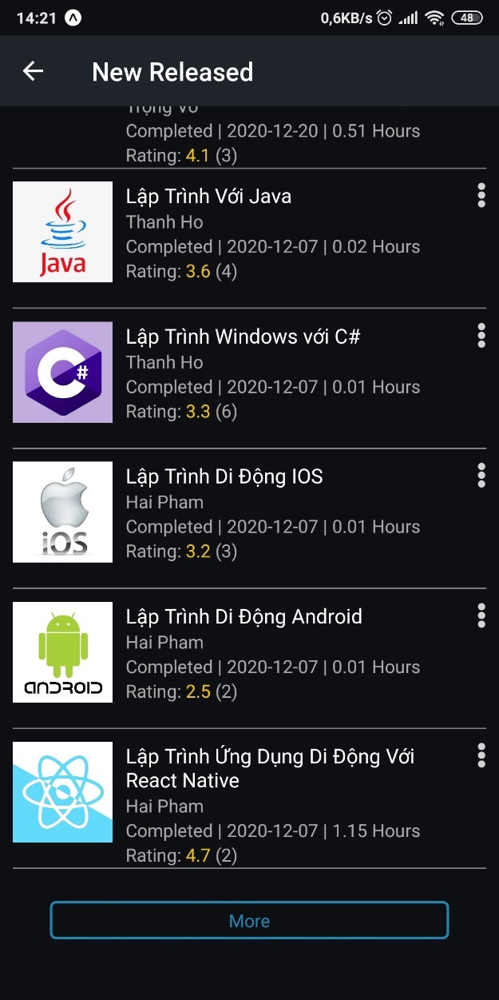 14:21 0,6KB/s 48
New Released
Trọng Võ
Completed | 2020-12-20 | 0.51 Hours
Rating: 4.1 (3)
Lập Trình Với Java
Thanh Ho
Completed | 2020-12-07 | 0.02 Hours
Rating: 3.6 (4)
Java
Lập Trình Windows với C#
Thanh Ho
Completed | 2020-12-07 | 0.01 Hours
Rating: 3.3 (6)
C#
Lập Trình Di Động IOS
Hai Pham
Completed | 2020-12-07 | 0.01 Hours
Rating: 3.2 (3)
iOS
Lập Trình Di Động Android
Hai Pham
Completed | 2020-12-07 | 0.01 Hours
Rating: 2.5 (2)
ANDROID
Lập Trình Ứng Dụng Di Động Với
React Native
Hai Pham
Completed | 2020-12-07 | 1.15 Hours
Rating: 4.7 (2)
More